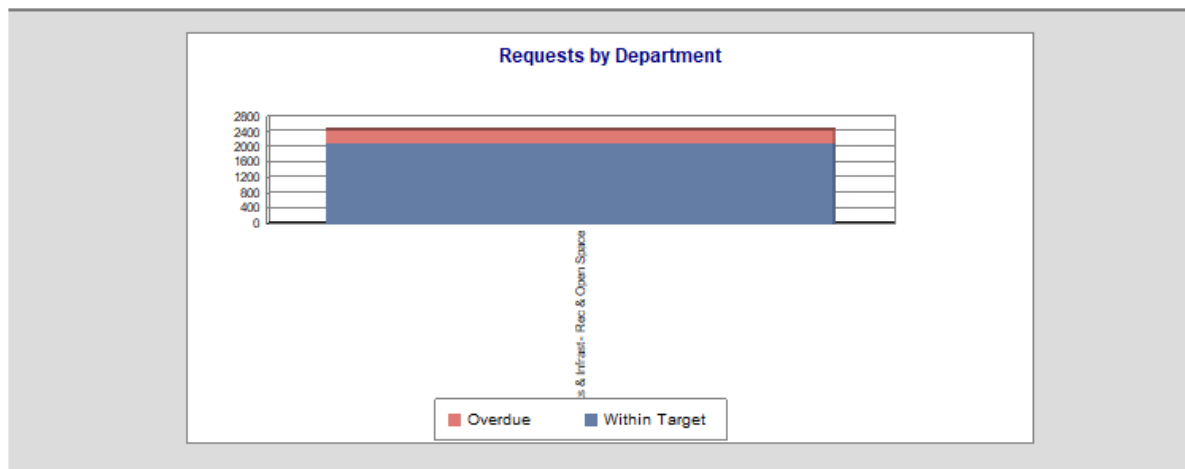 Requests by Department
2800
2400
2000
1600
1200
800
400
0
& Infrast - Rec & Open Space
Overdue
Within Target